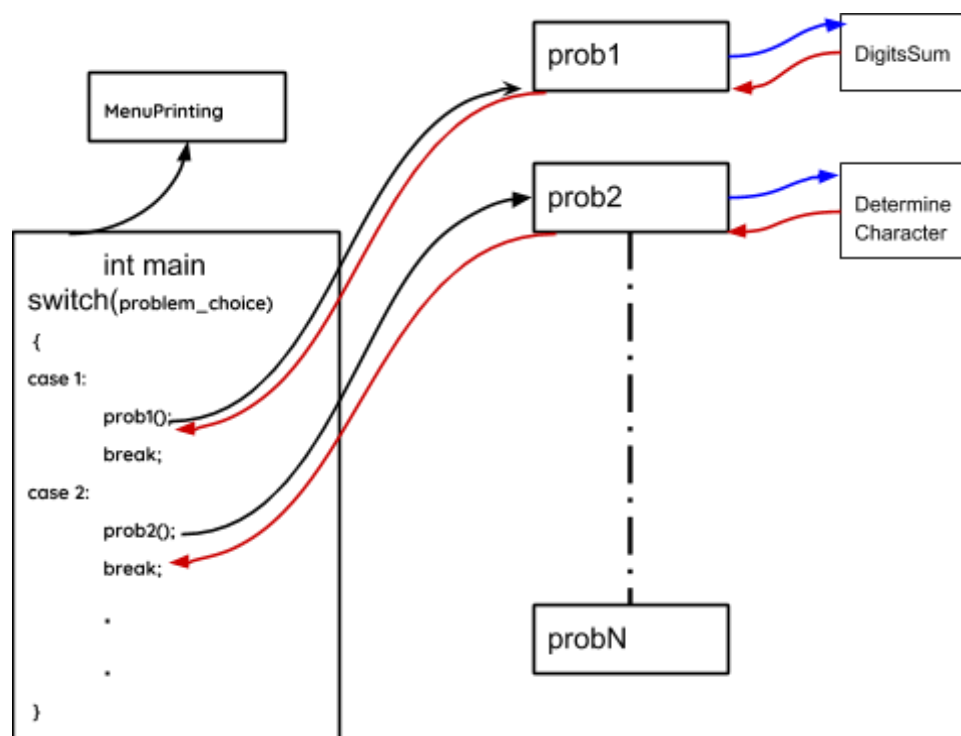 MenuPrinting
int main
switch(problem_choice)
{
case 1:
prob1();
break;
case 2:
prob2();
break;
.
.
}
prob1
DigitsSum
prob2
Determine
Character
probN